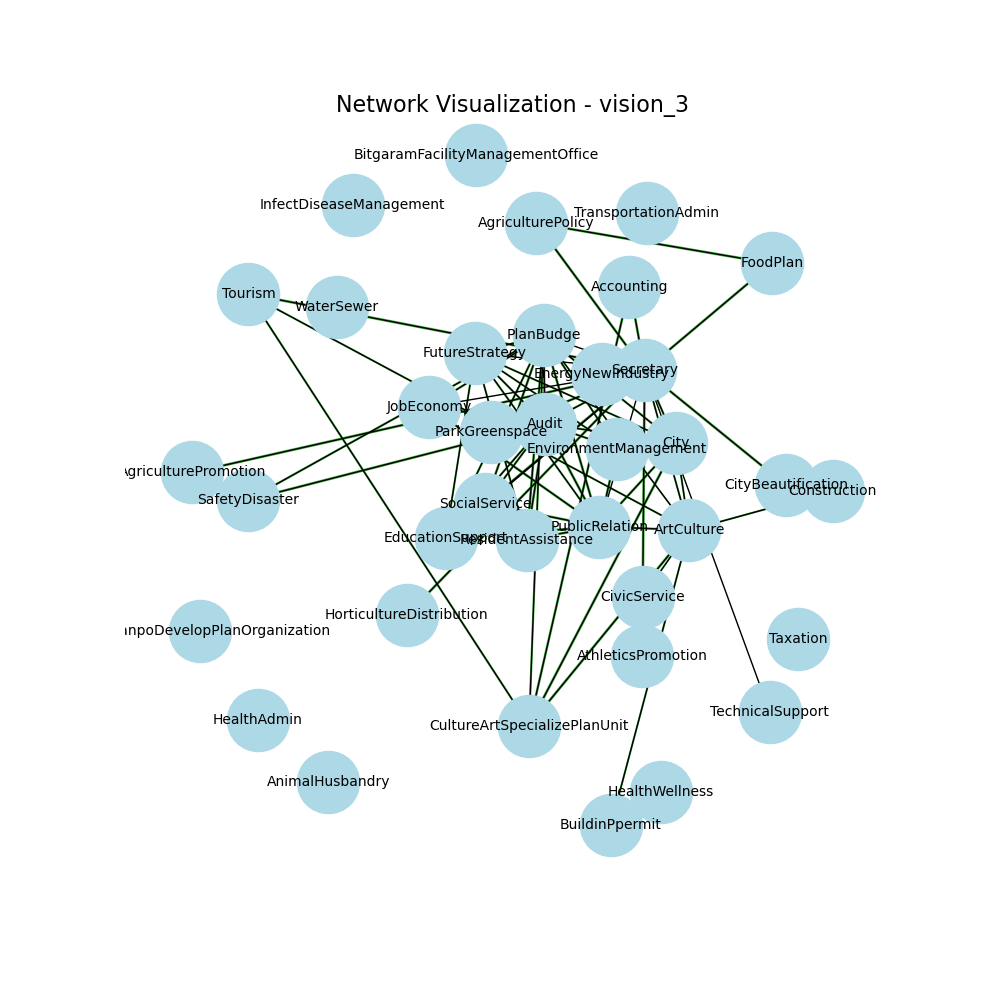 Network Visualization - vision_3
BitgaramFacilityManagementOffice
InfectDiseaseManagement
TransportationAdmin
AgriculturePolicy
FoodPlan
Accounting
Tourism
WaterSewer
PlanBudge
FutureStrategy
EnergyNewIndustry
Secretary
JobEconomy
Audit
ParkGreenspace
City
EnvironmentManagement
griculturePromotion
SafetyDisaster
CityBeautification
Construction
SocialService
PublicRelation
ArtCulture
EducationSupport
ResidentAssistance
CivicService
HorticultureDistribution
npoDevelopPlanOrganization
Taxation
AthleticsPromotion
TechnicalSupport
HealthAdmin
CultureArtSpecializePlanUnit
AnimalHusbandry
HealthWellness
BuildinPpermit